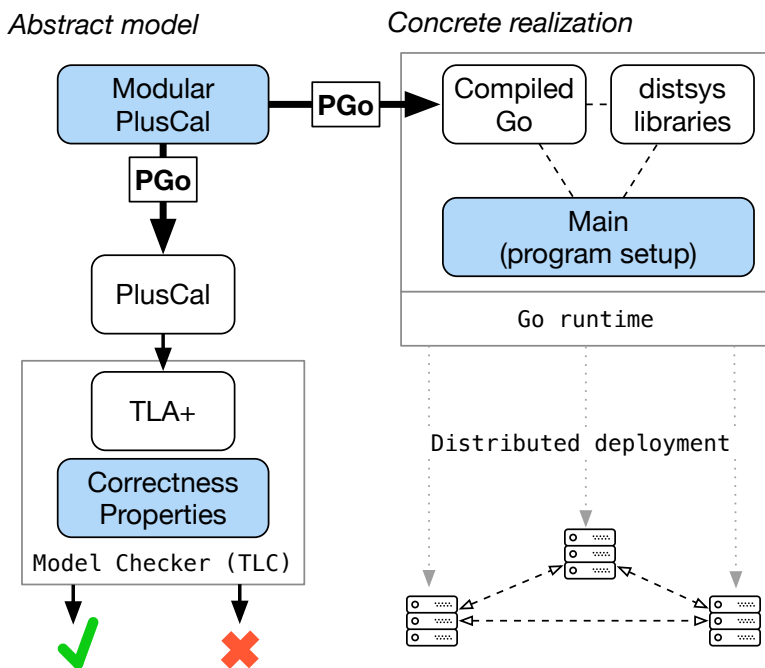 Abstract model
Concrete realization
Modular
PlusCal
PGo
Compiled
Go
distsys
libraries
PGo
Main
(program setup)
PlusCal
Go runtime
TLA+
Distributed deployment
Correctness
Properties
Model Checker (TLC)